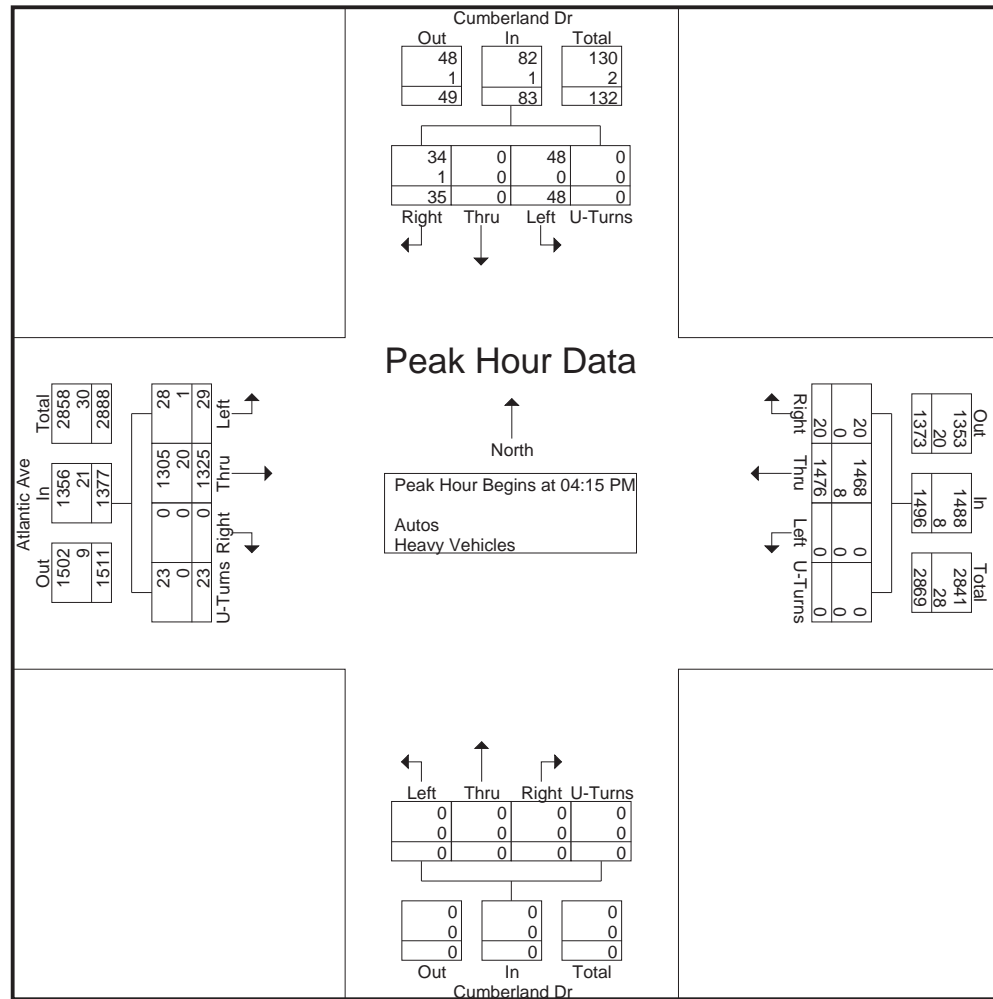 Cumberland Dr
Out In Total
48 82 130
1 1 2
49 83 132
34 0 48 0
1 0 0 0
35 0 48 0
Right Thru Left U-Turns
Peak Hour Data
North
Peak Hour Begins at 04:15 PM
Autos
Heavy Vehicles
Atlantic Ave
Out In Total
1502 1356 2858
9 21 30
1511 1377 2888
23 0 1305 28
0 0 20 1
23 0 1325 29
U-Turns Right Thru Left
Out In Total
1353 1488 2841
20 8 28
1373 1496 2869
20 1468 0 0
0 8 0 0
20 1476 0 0
Right Thru Left U-Turns
Left Thru Right U-Turns
0 0 0 0
0 0 0 0
0 0 0 0
0 0 0
0 0 0
0 0 0
Out In Total
Cumberland Dr